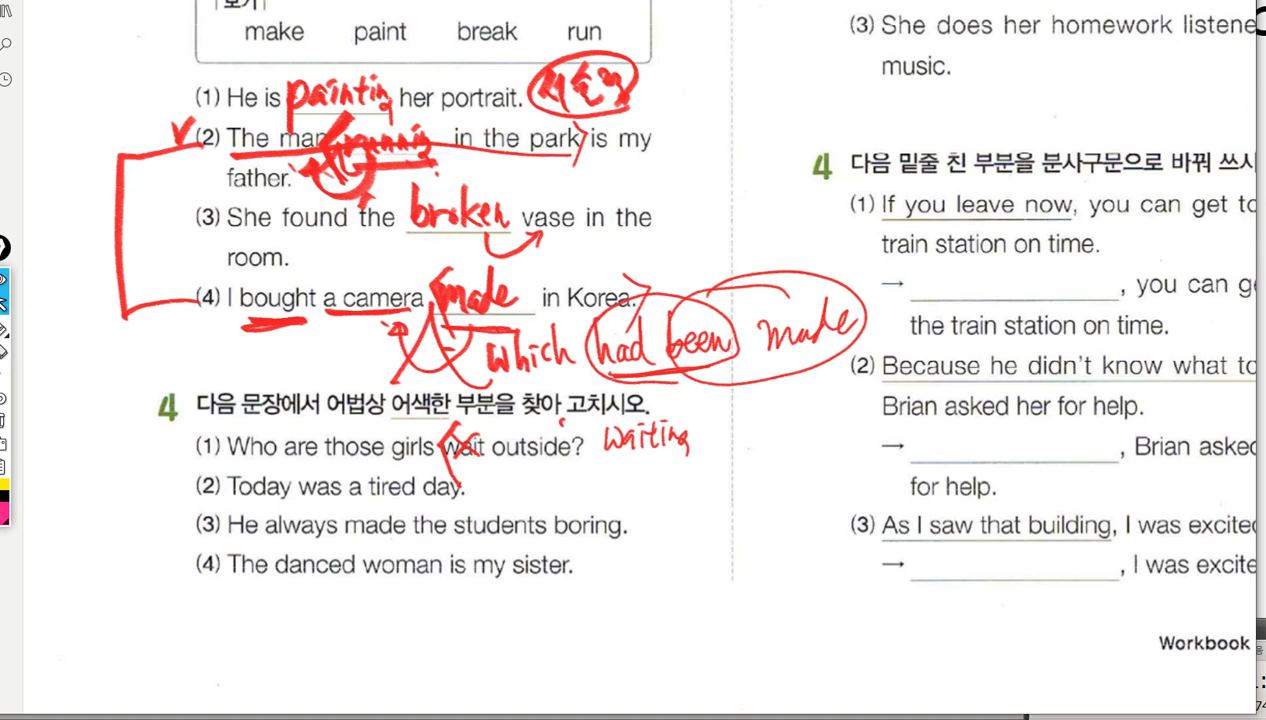 보기
make paint break run
(1) He is painting her portrait.
(2) The man running in the park is my
father.
(3) She found the broken vase in the
room.
(4) I bought a camera made in Korea.
which had been made
4 다음 문장에서 어법상 어색한 부분을 찾아 고치시오.
(1) Who are those girls wait outside? waiting
(2) Today was a tired day.
(3) He always made the students boring.
(4) The danced woman is my sister.
(3) She does her homework listene
music.
4 다음 밑줄 친 부분을 분사구문으로 바꿔 쓰시
(1) If you leave now, you can get to
train station on time.
→ , you can ge
the train station on time.
(2) Because he didn't know what to
Brian asked her for help.
→ , Brian asked
for help.
(3) As I saw that building, I was excited
→ , I was excite
Workbook